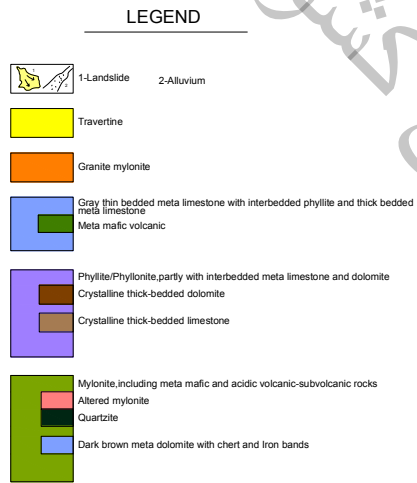 LEGEND
1-Landslide 2-Alluvium
Travertine
Granite mylonite
Gray thin bedded meta limestone with interbedded phyllite and thick bedded
meta limestone
Meta mafic volcanic
Phyllite/Phyllonite,partly with interbedded meta limestone and dolomite
Crystalline thick-bedded dolomite
Crystalline thick-bedded limestone
Mylonite,including meta mafic and acidic volcanic-subvolcanic rocks
Altered mylonite
Quartzite
Dark brown meta dolomite with chert and Iron bands